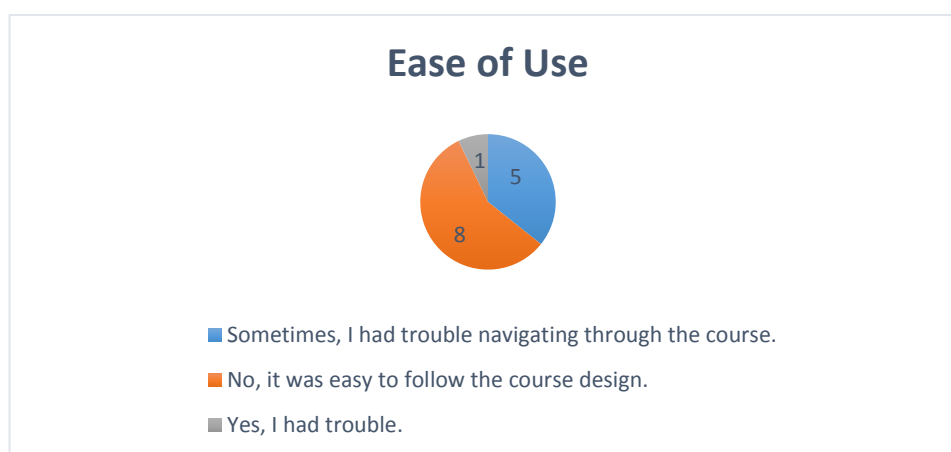 Ease of Use
1
5
8
Sometimes, I had trouble navigating through the course.
No, it was easy to follow the course design.
Yes, I had trouble.